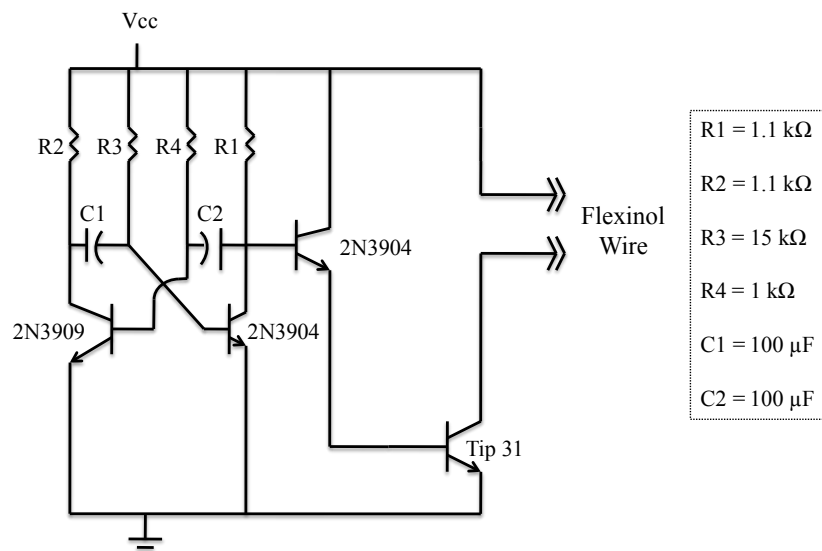 Vcc
R2
R3
R4
R1
C1
C2
2N3904
2N3909
2N3904
Tip 31
Flexinol
Wire
R1 = 1.1 kΩ
R2 = 1.1 kΩ
R3 = 15 kΩ
R4 = 1 kΩ
C1 = 100 µF
C2 = 100 µF